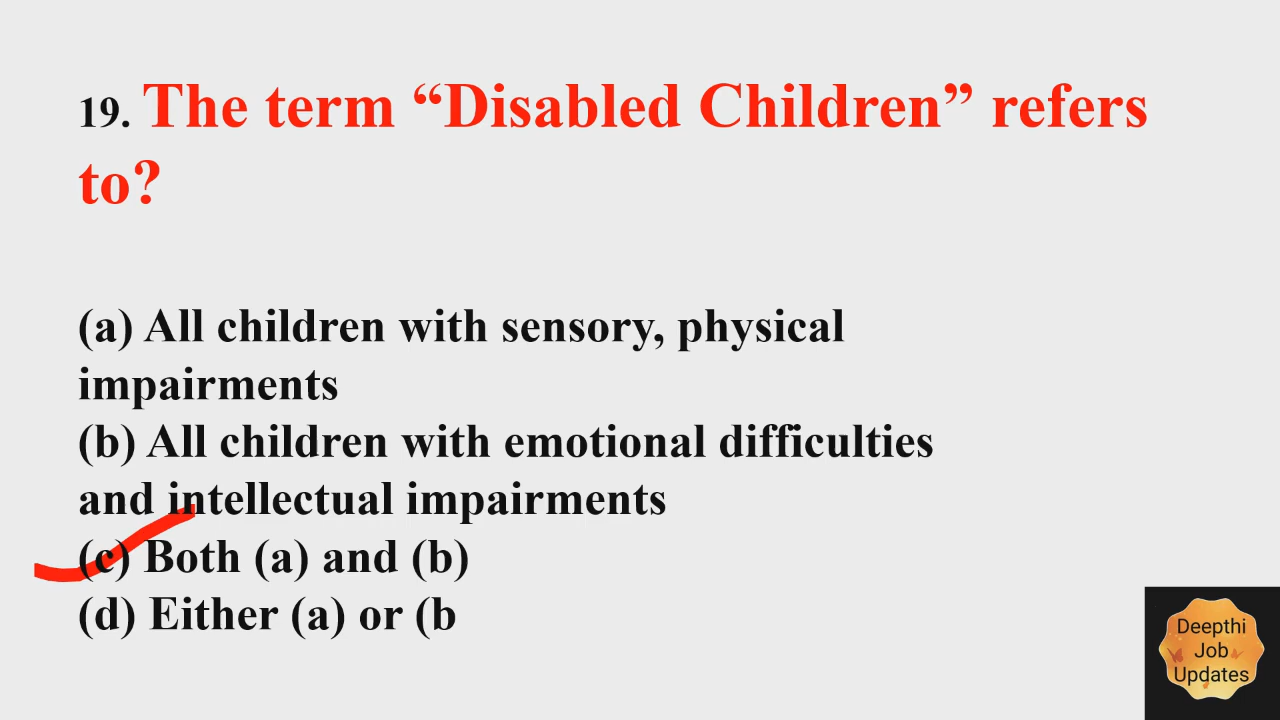 19. The term “Disabled Children” refers
to?
(a) All children with sensory, physical
impairments
(b) All children with emotional difficulties
and intellectual impairments
(c) Both (a) and (b)
(d) Either (a) or (b
Deepthi
Job
Updates